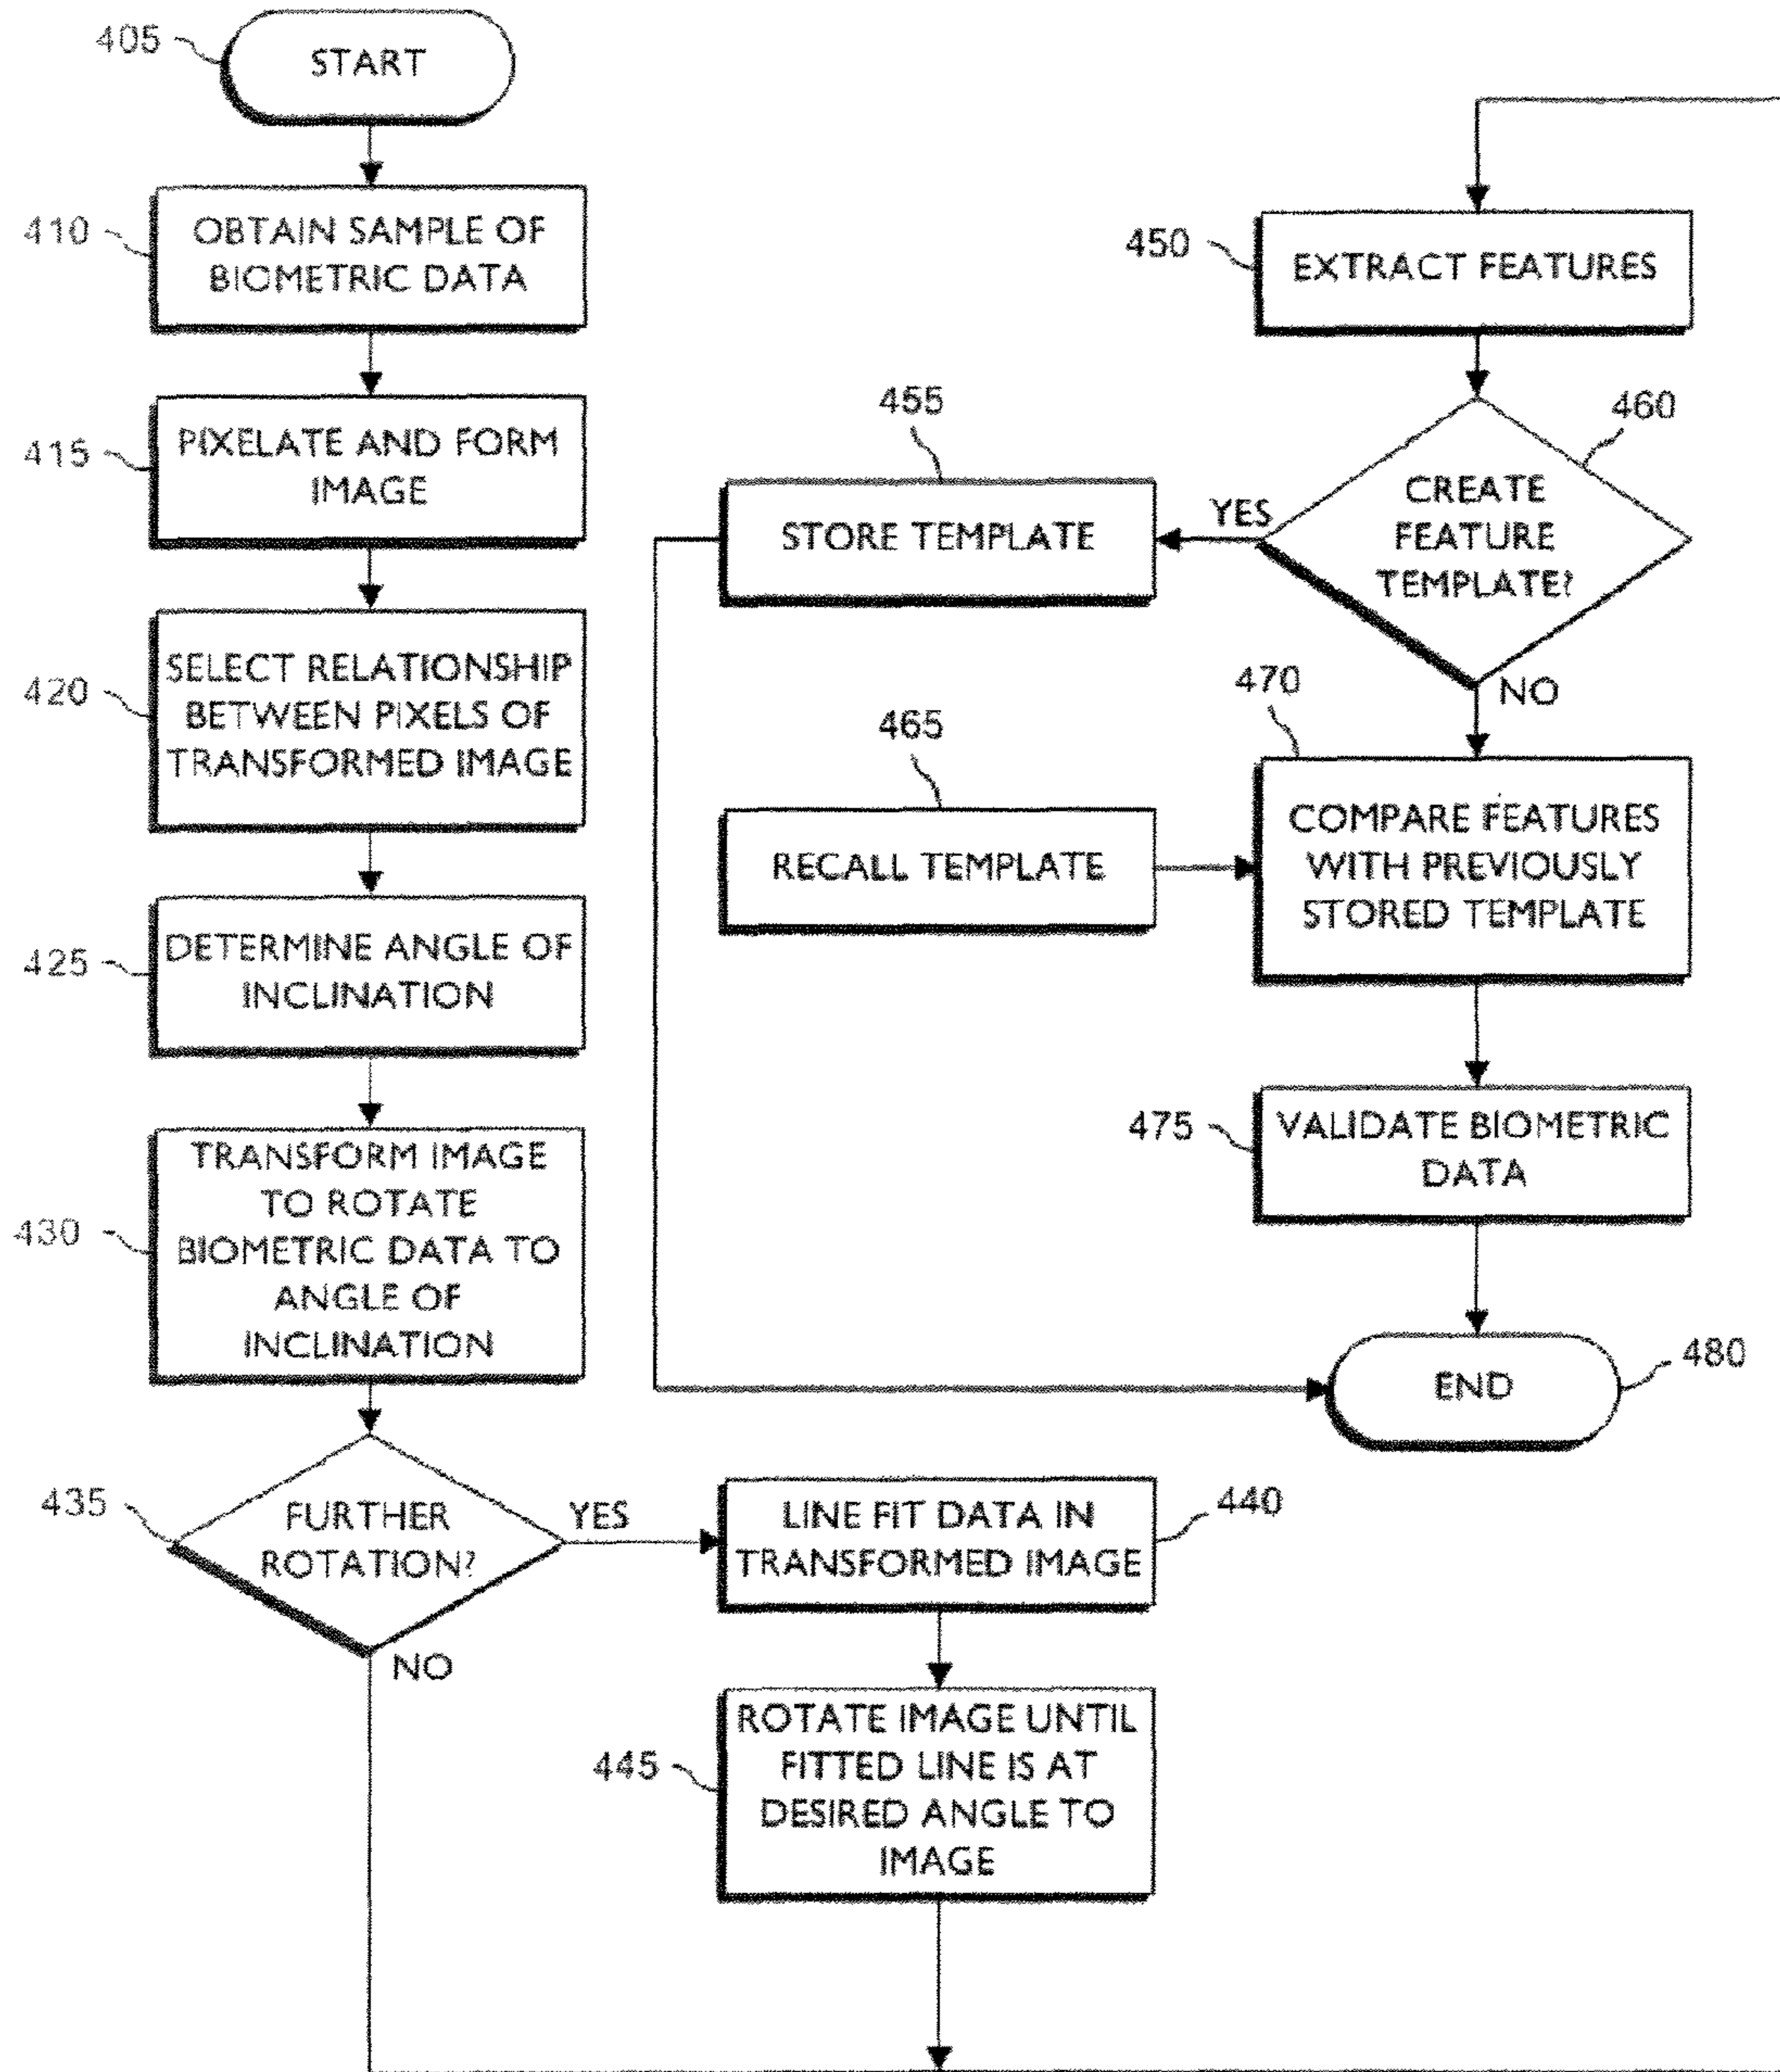 405
START
410
OBTAIN SAMPLE OF
BIOMETRIC DATA
415
PIXELATE AND FORM
IMAGE
420
SELECT RELATIONSHIP
BETWEEN PIXELS OF
TRANSFORMED IMAGE
425
DETERMINE ANGLE OF
INCLINATION
430
TRANSFORM IMAGE
TO ROTATE
BIOMETRIC DATA TO
ANGLE OF
INCLINATION
435
FURTHER
ROTATION?
YES
NO
440
LINE FIT DATA IN
TRANSFORMED IMAGE
445
ROTATE IMAGE UNTIL
FITTED LINE IS AT
DESIRED ANGLE TO
IMAGE
450
EXTRACT FEATURES
460
CREATE
FEATURE
TEMPLATE?
YES
NO
455
STORE TEMPLATE
465
RECALL TEMPLATE
470
COMPARE FEATURES
WITH PREVIOUSLY
STORED TEMPLATE
475
VALIDATE BIOMETRIC
DATA
480
END